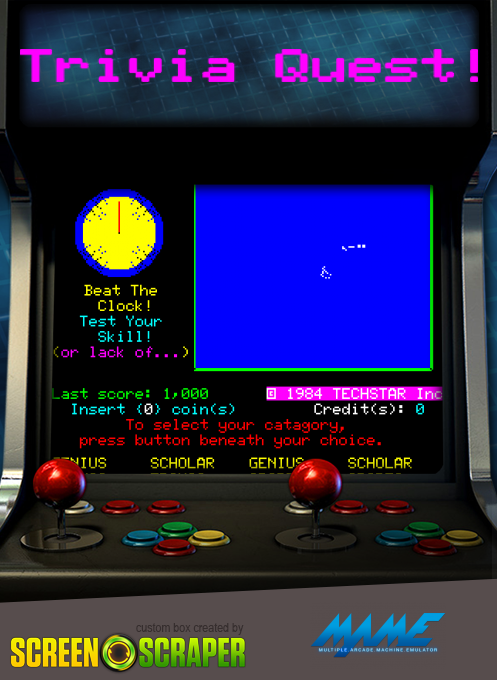 Trivia Quest!
Beat The
Clock!
Test Your
Skill!
(or lack of...)
Last score: 1,000
© 1984 TECHSTAR Inc
Insert {0} coin(s)
Credit(s): 0
To select your catagory,
press button beneath your choice.
GENIUS SCHOLAR GENIUS SCHOLAR
custom box created by
SCREEN SCRAPER
MAME
MULTIPLE ARCADE MACHINE EMULATOR